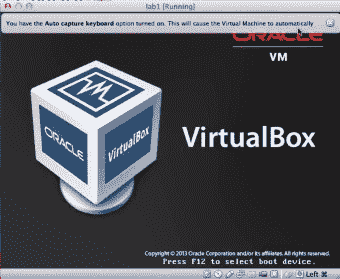 lab1 [Running]
You have the Auto capture keyboard option turned on. This will cause the Virtual Machine to automatically
ORACLE
VM
ORACLE
VirtualBox
VirtualBox
Copyright © 2013 Oracle Corporation and/or its affiliates. All rights reserved.
Press F12 to select boot device.
Left ⌘